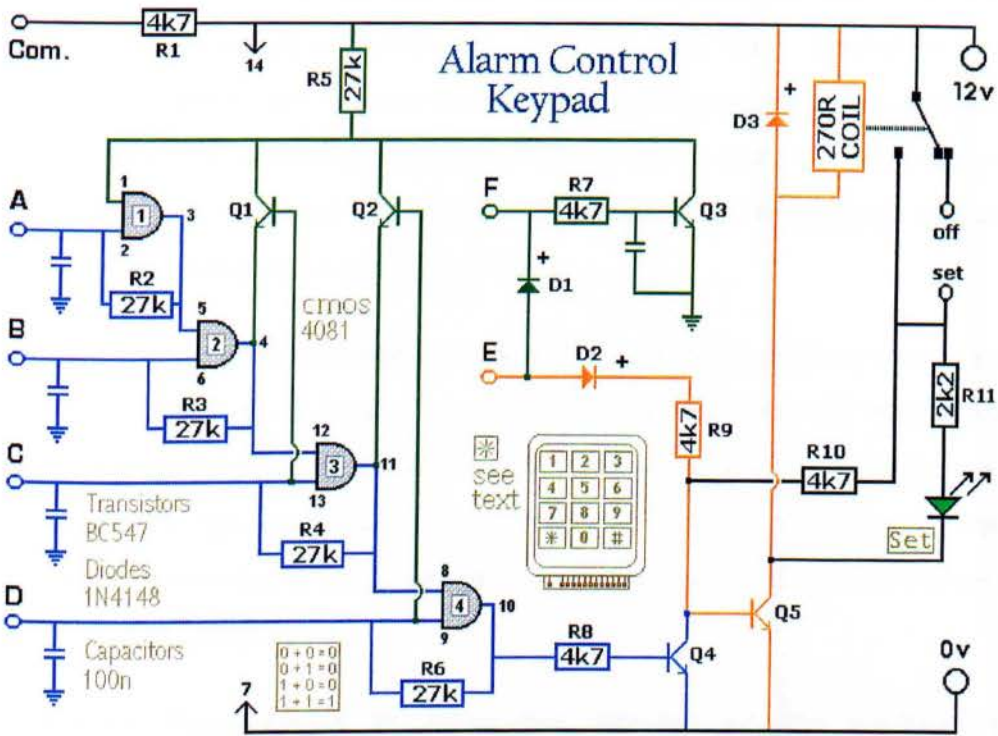 4k7
Com.
R1
14
R5
27k
Alarm Control
Keypad
12v
D3
+
270R
COIL
off
set
A
1
1
2
3
Q1
Q2
F
R7
4k7
Q3
+
D1
R2
27k
cmos
4081
B
5
2
4
6
E
D2
+
R3
27k
4k7
R9
2k2
R11
C
12
3
11
13
*
see
text
1 2 3
4 5 6
7 8 9
* 0 #
R10
4k7
Transistors
BC547
Diodes
1N4148
R4
27k
Set
D
8
4
10
9
Capacitors
100n
R6
27k
R8
4k7
Q4
Q5
0v
0+0=0
0+1=0
1+0=0
1+1=1
7